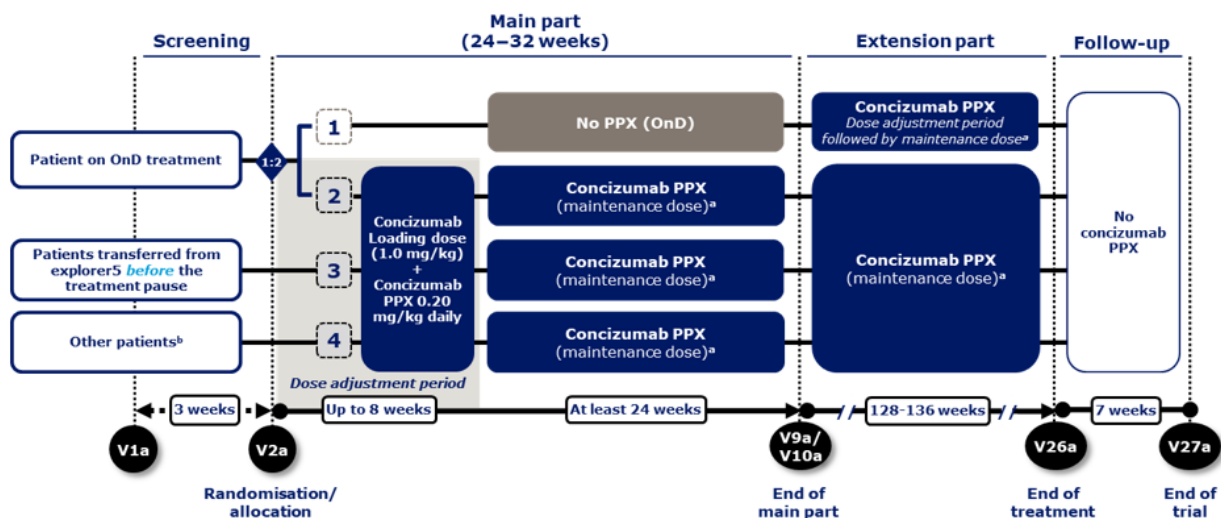 Screening
Main part
(24–32 weeks)
Extension part
Follow-up
Patient on OnD treatment
1:2
1
No PPX (OnD)
Concizumab PPX
Dose adjustment period
followed by maintenance doseᵃ
2
Concizumab PPX
(maintenance dose)ᵃ
Patients transferred from
explorer5 before the
treatment pause
3
Concizumab
Loading dose
(1.0 mg/kg)
+
Concizumab
PPX 0.20
mg/kg daily
Concizumab PPX
(maintenance dose)ᵃ
Concizumab PPX
(maintenance dose)ᵃ
No
concizumab
PPX
Other patientsᵇ
4
Concizumab PPX
(maintenance dose)ᵃ
Dose adjustment period
3 weeks
Up to 8 weeks
At least 24 weeks
128-136 weeks
7 weeks
V1a
V2a
V9a/
V10a
V26a
V27a
Randomisation/
allocation
End of
main part
End of
treatment
End of
trial